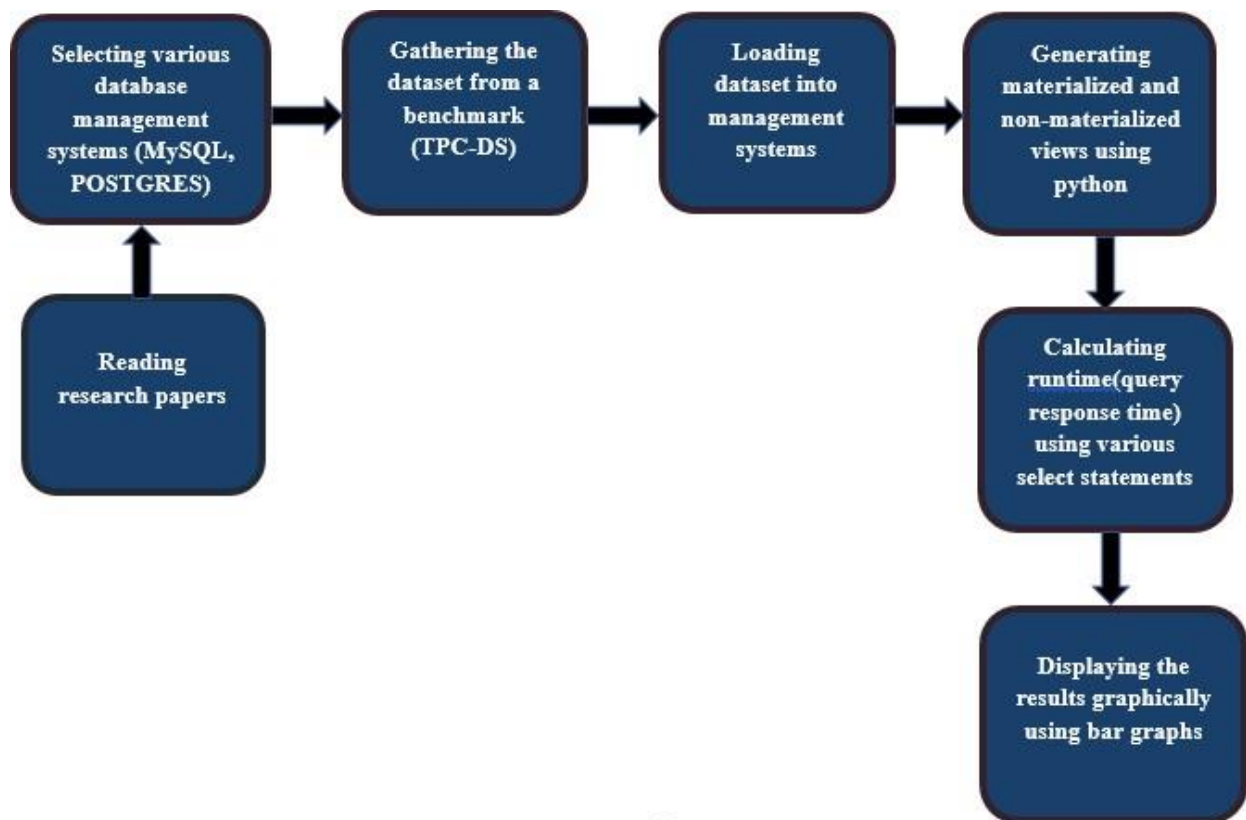 Selecting various
database
management
systems (MySQL,
POSTGRES)
Gathering the
dataset from a
benchmark
(TPC-DS)
Loading
dataset into
management
systems
Generating
materialized and
non-materialized
views using
python
Reading
research papers
Calculating
runtime(query
response time)
using various
select statements
Displaying the
results graphically
using bar graphs